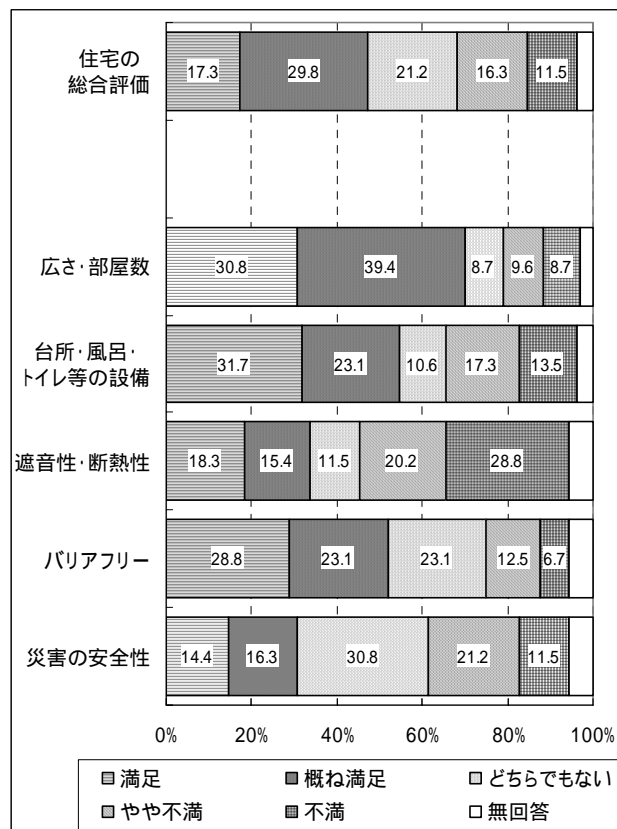 住宅の
総合評価
17.3 29.8 21.2 16.3 11.5
広さ・部屋数
30.8 39.4 8.7 9.6 8.7
台所・風呂・
トイレ等の設備
31.7 23.1 10.6 17.3 13.5
遮音性・断熱性
18.3 15.4 11.5 20.2 28.8
バリアフリー
28.8 23.1 23.1 12.5 6.7
災害の安全性
14.4 16.3 30.8 21.2 11.5
0% 20% 40% 60% 80% 100%
満足 概ね満足 どちらでもない
やや不満 不満 無回答